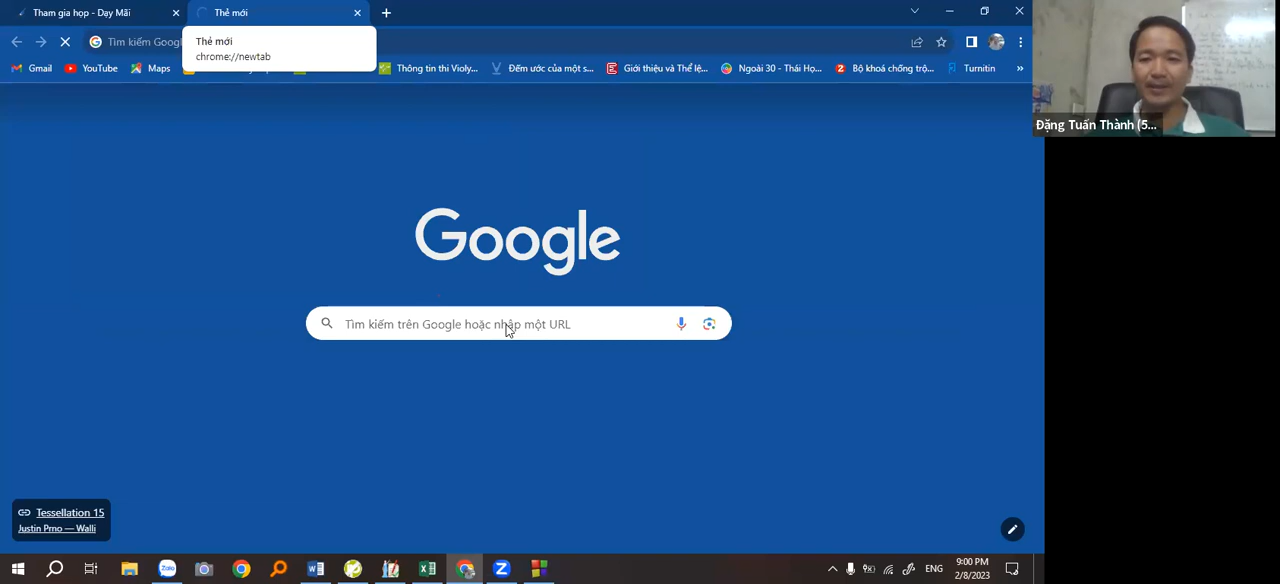 Tham gia họp - Dạy Mãi
Thẻ mới
Tìm kiếm Googl
Thẻ mới
chrome://newtab
Gmail
YouTube
Maps
Thông tin thi Violy...
Đếm ước của một s...
Giới thiệu và Thể lệ...
Ngoài 30 - Thái Họ...
Bộ khoá chống trộ...
Turnitin
»
Đặng Tuấn Thành (5...
Google
Tìm kiếm trên Google hoặc nhập một URL
Tessellation 15
Justin Prno — Walli
Zalo
ENG
9:00 PM
2/8/2023